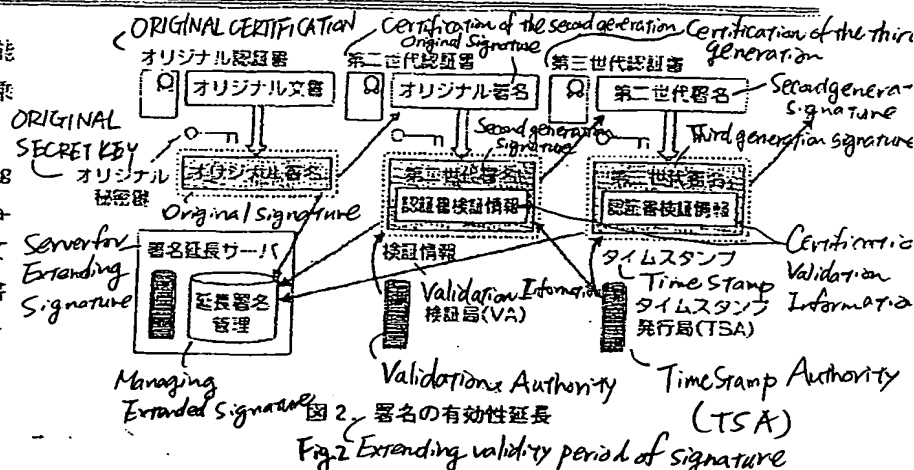 ORIGINAL CERTIFICATION
Certification of the second generation
Certification of the third generation
オリジナル認証書
第二世代認証書
Original Signature
第三世代認証書
オリジナル文書
オリジナル署名
第二世代署名
Second genera-
Signature
ORIGINAL
SECRET KEY
オリジナル
秘密鍵
Second generation
Signature
Third generation signature
オリジナル署名
第二世代署名
第三世代署名
認証書検証情報
認証書検証情報
Original Signature
Server for
Extending
Signature
署名延長サーバ
延長署名
管理
検証情報
Validation Information
検証局(VA)
タイムスタンプ
Time Stamp
タイムスタンプ
発行局(TSA)
Certificatio
Validation
Informatio
Managing
Extended Signature
Validation Authority
Time Stamp Authority
(TSA)
図2. 署名の有効性延長
Fig.2 Extending validity period of signature